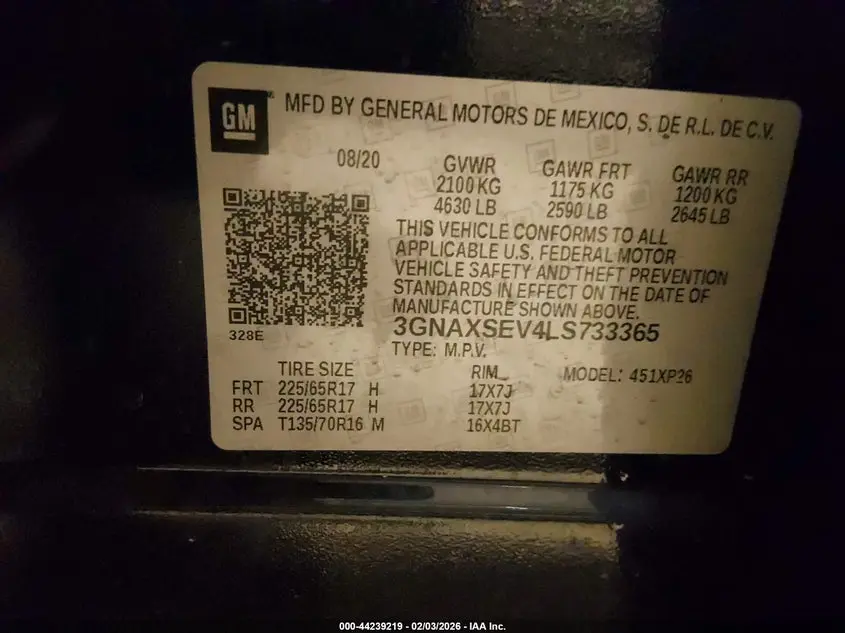 GM
MFD BY GENERAL MOTORS DE MEXICO, S. DE R.L. DE C.V.
08/20 GVWR GAWR FRT GAWR RR
2100 KG 1175 KG 1200 KG
4630 LB 2590 LB 2645 LB
THIS VEHICLE CONFORMS TO ALL
APPLICABLE U.S. FEDERAL MOTOR
VEHICLE SAFETY AND THEFT PREVENTION
STANDARDS IN EFFECT ON THE DATE OF
MANUFACTURE SHOWN ABOVE.
328E
3GNAXSEV4LS733365
TYPE: M.P.V.
TIRE SIZE RIM MODEL: 451XP26
FRT 225/65R17 H 17X7J
RR 225/65R17 H 17X7J
SPA T135/70R16 M 16X4BT
000-44239219 - 02/03/2026 - IAA Inc.